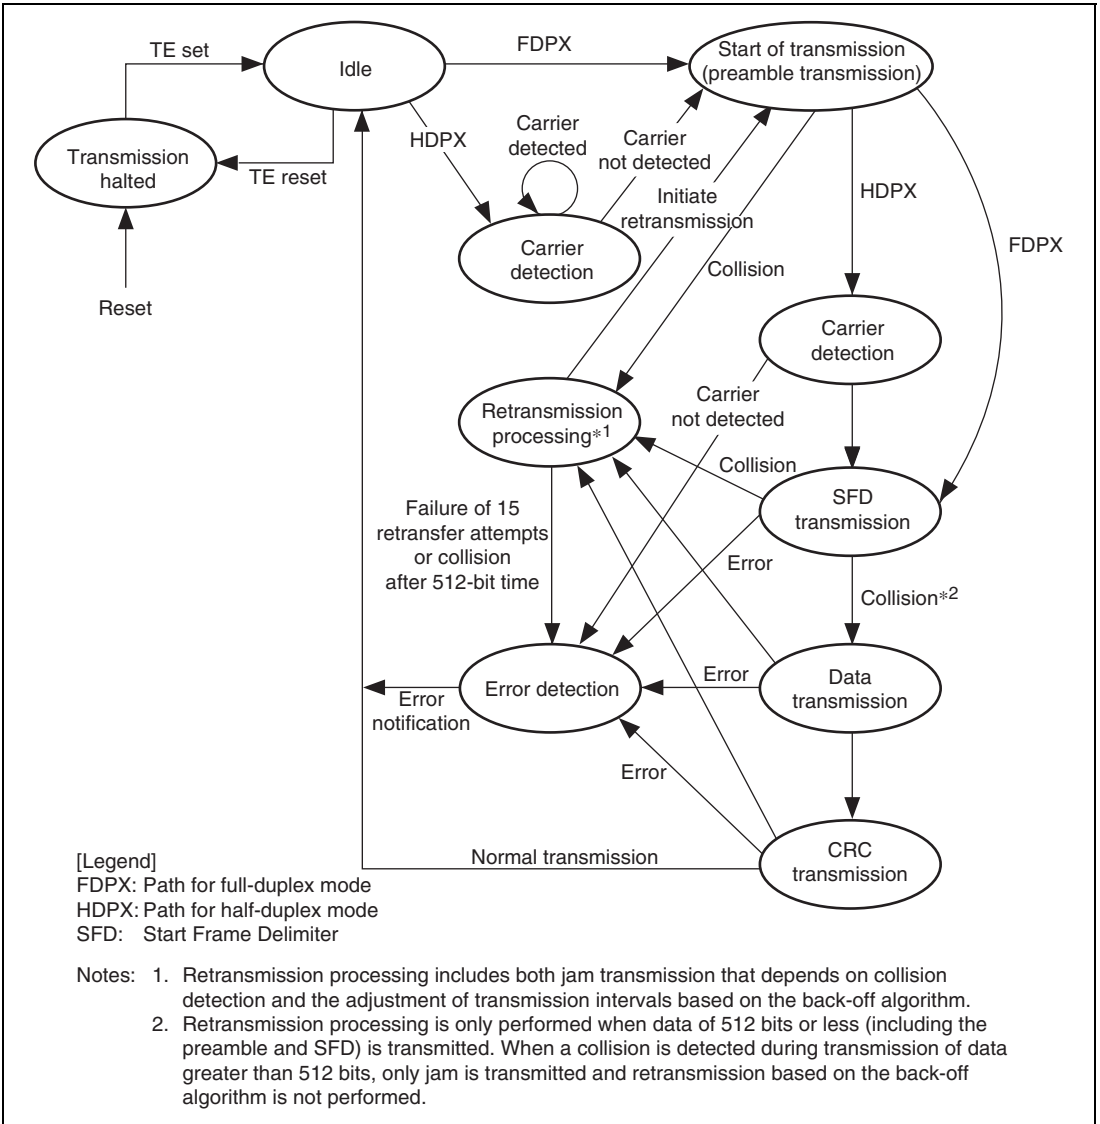 TE set
Idle
FDPX
Start of transmission
(preamble transmission)
Transmission
halted
TE reset
Reset
HDPX
Carrier
detected
Carrier
not detected
Initiate
retransmission
Carrier
detection
Collision
HDPX
FDPX
Carrier
detection
Carrier
not detected
Retransmission
processing*1
Collision
SFD
transmission
Failure of 15
retransfer attempts
or collision
after 512-bit time
Error
Collision*2
Error detection
Error
Data
transmission
Error
notification
Error
Normal transmission
CRC
transmission
[Legend]
FDPX: Path for full-duplex mode
HDPX: Path for half-duplex mode
SFD: Start Frame Delimiter
Notes: 1. Retransmission processing includes both jam transmission that depends on collision
detection and the adjustment of transmission intervals based on the back-off algorithm.
2. Retransmission processing is only performed when data of 512 bits or less (including the
preamble and SFD) is transmitted. When a collision is detected during transmission of data
greater than 512 bits, only jam is transmitted and retransmission based on the back-off
algorithm is not performed.